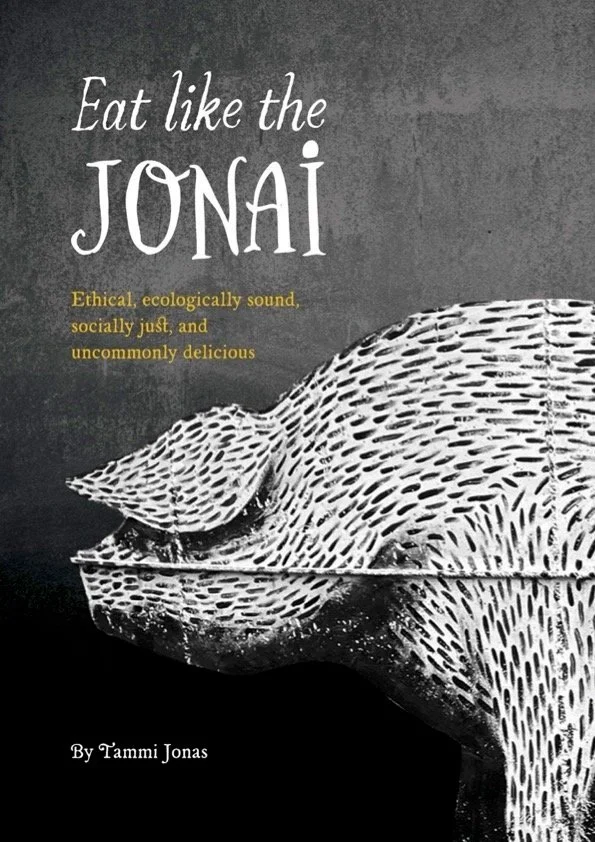 Eat like the
JONAI
Ethical, ecologically sound,
socially just, and
uncommonly delicious
By Tammi Jonas